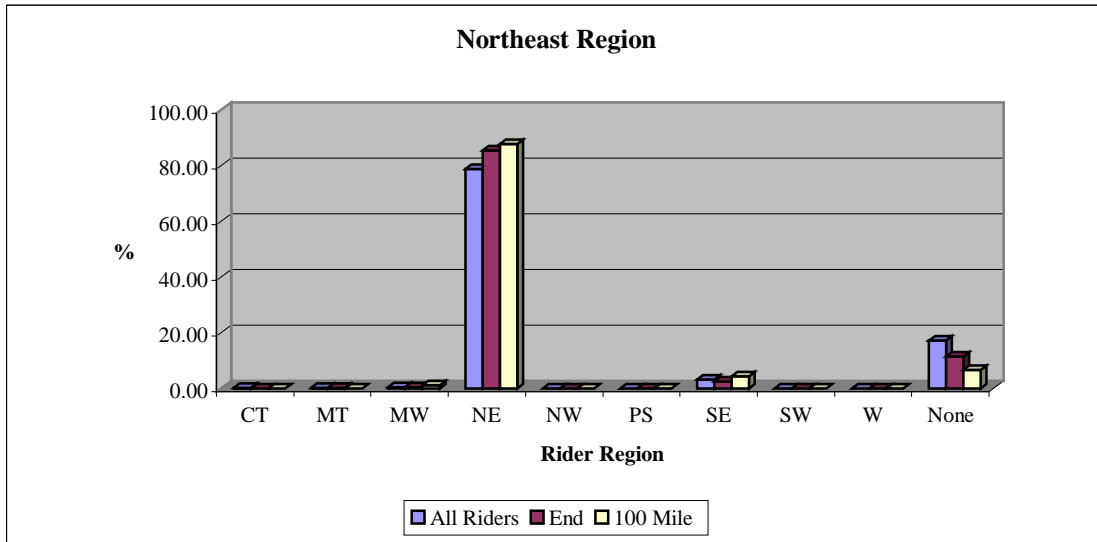 Northeast Region
100.00
80.00
60.00
40.00
20.00
0.00
%
CT MT MW NE NW PS SE SW W None
Rider Region
All Riders End 100 Mile